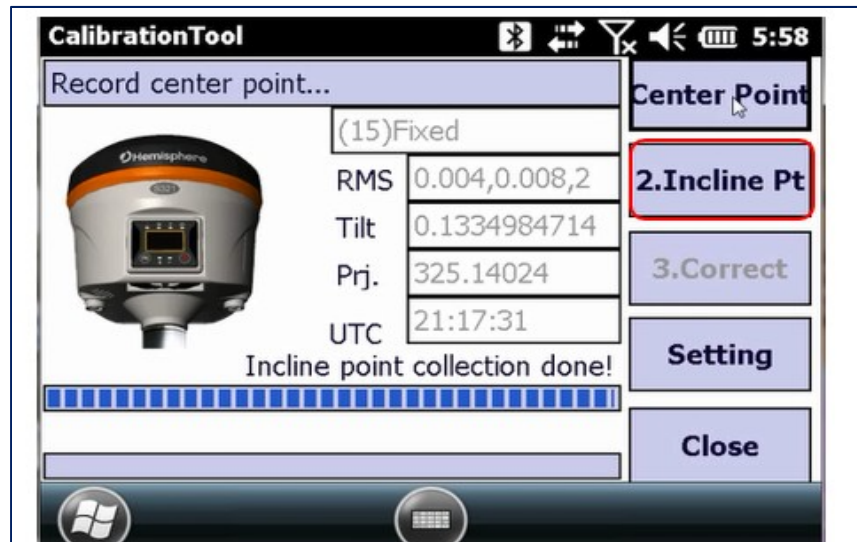 CalibrationTool 5:58
Record center point...
Center Point
(15)Fixed
Hemisphere
S321
RMS 0.004,0.008,2
2.Incline Pt
Tilt 0.1334984714
Prj. 325.14024
3.Correct
UTC 21:17:31
Incline point collection done!
Setting
Close